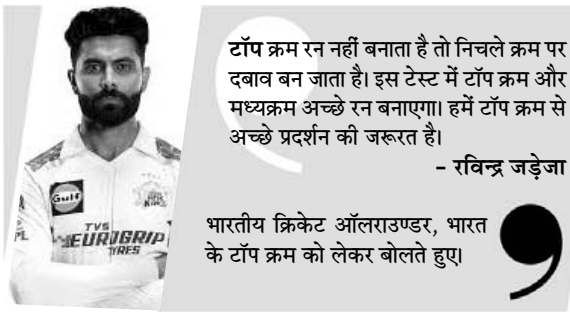 टॉप क्रम रन नहीं बनाता है तो निचले क्रम पर
दबाव बन जाता है। इस टेस्ट में टॉप क्रम और
मध्यक्रम अच्छे रन बनाएगा। हमें टॉप क्रम से
अच्छे प्रदर्शन की जरूरत है।
- रविन्द्र जड़ेजा
भारतीय क्रिकेट ऑलराउण्डर, भारत
के टॉप क्रम को लेकर बोलते हुए।
Gulf
TVS
EUROGRIP
TYRES